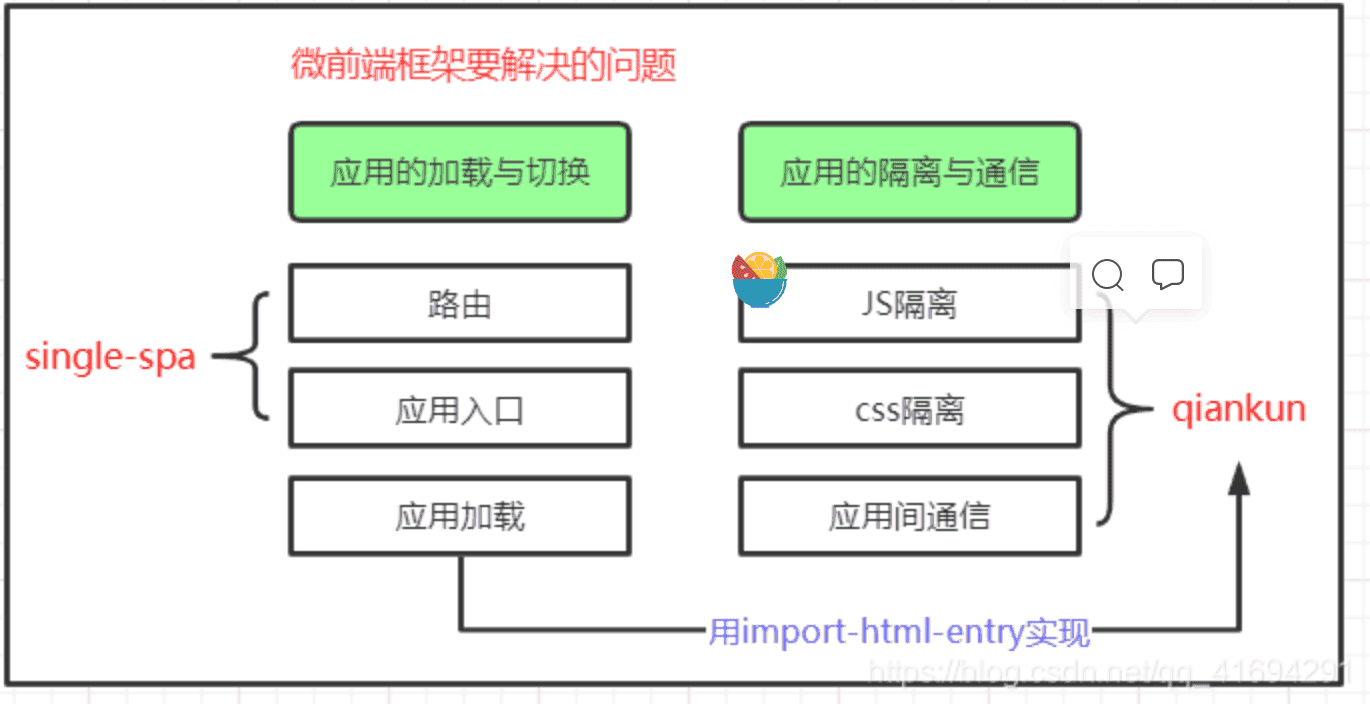 微前端框架要解决的问题
应用的加载与切换
应用的隔离与通信
路由
JS隔离
single-spa
应用入口
css隔离
qiankun
应用加载
应用间通信
用import-html-entry实现
https://blog.csdn.net/qq_41694291